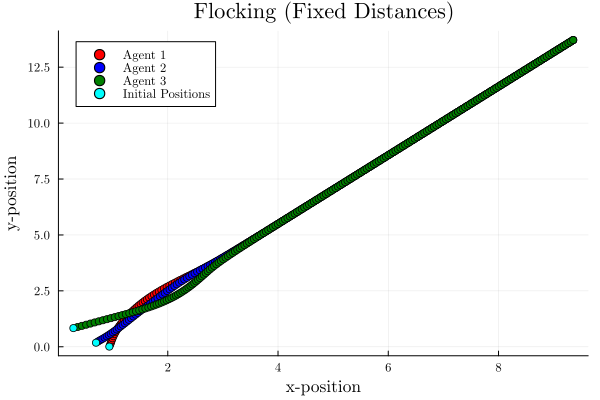 Flocking (Fixed Distances)
Agent 1
Agent 2
Agent 3
Initial Positions
12.5
10.0
7.5
5.0
2.5
0.0
y-position
2 4 6 8
x-position